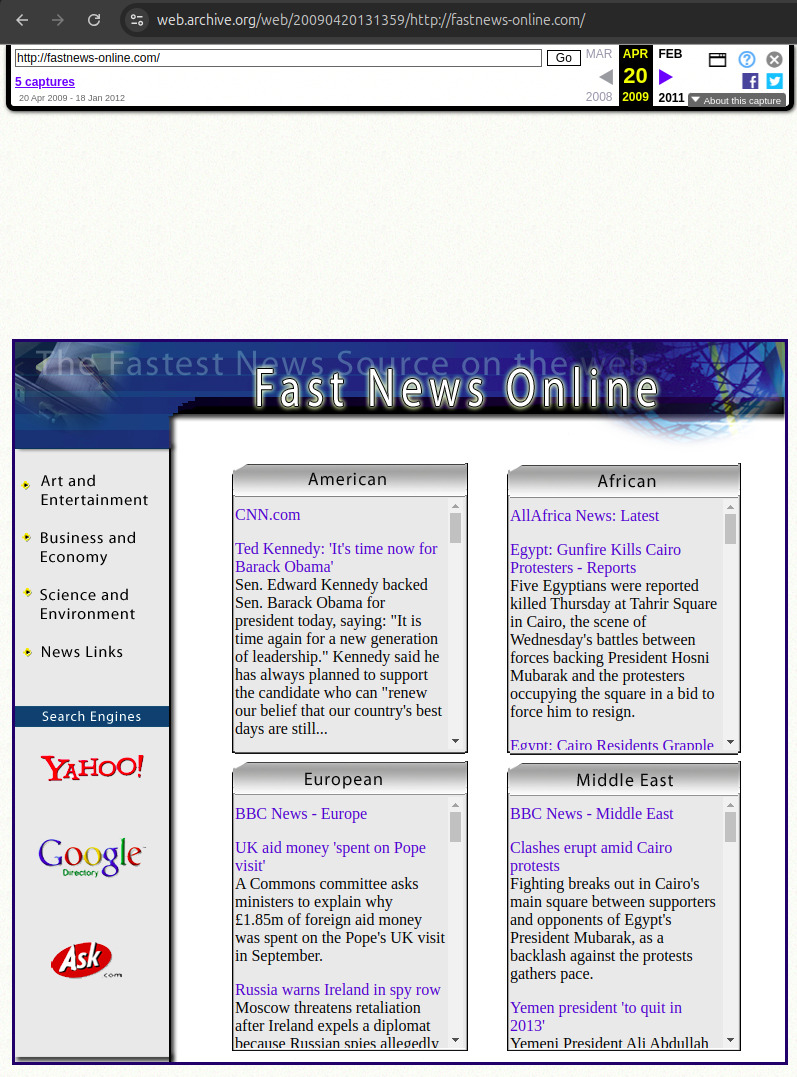 web.archive.org/web/20090420131359/http://fastnews-online.com/
http://fastnews-online.com/
Go
MAR
APR
FEB
5 captures
20
20 Apr 2009 - 18 Jan 2012
2008
2009
2011
About this capture
The Fastest News Source on the web
Fast News Online
Art and
Entertainment
Business and
Economy
Science and
Environment
News Links
Search Engines
YAHOO!
Google
Directory
Ask
.com
American
CNN.com
Ted Kennedy: 'It's time now for
Barack Obama'
Sen. Edward Kennedy backed
Sen. Barack Obama for
president today, saying: "It is
time again for a new generation
of leadership." Kennedy said he
has always planned to support
the candidate who can "renew
our belief that our country's best
days are still...
African
AllAfrica News: Latest
Egypt: Gunfire Kills Cairo
Protesters - Reports
Five Egyptians were reported
killed Thursday at Tahrir Square
in Cairo, the scene of
Wednesday's battles between
forces backing President Hosni
Mubarak and the protesters
occupying the square in a bid to
force him to resign.
Egypt: Cairo Residents Grapple
European
BBC News - Europe
UK aid money 'spent on Pope
visit'
A Commons committee asks
ministers to explain why
£1.85m of foreign aid money
was spent on the Pope's UK visit
in September.
Russia warns Ireland in spy row
Moscow threatens retaliation
after Ireland expels a diplomat
because Russian spies allegedly
Middle East
BBC News - Middle East
Clashes erupt amid Cairo
protests
Fighting breaks out in Cairo's
main square between supporters
and opponents of Egypt's
President Mubarak, as a
backlash against the protests
gathers pace.
Yemen president 'to quit in
2013'
Yemeni President Ali Abdullah